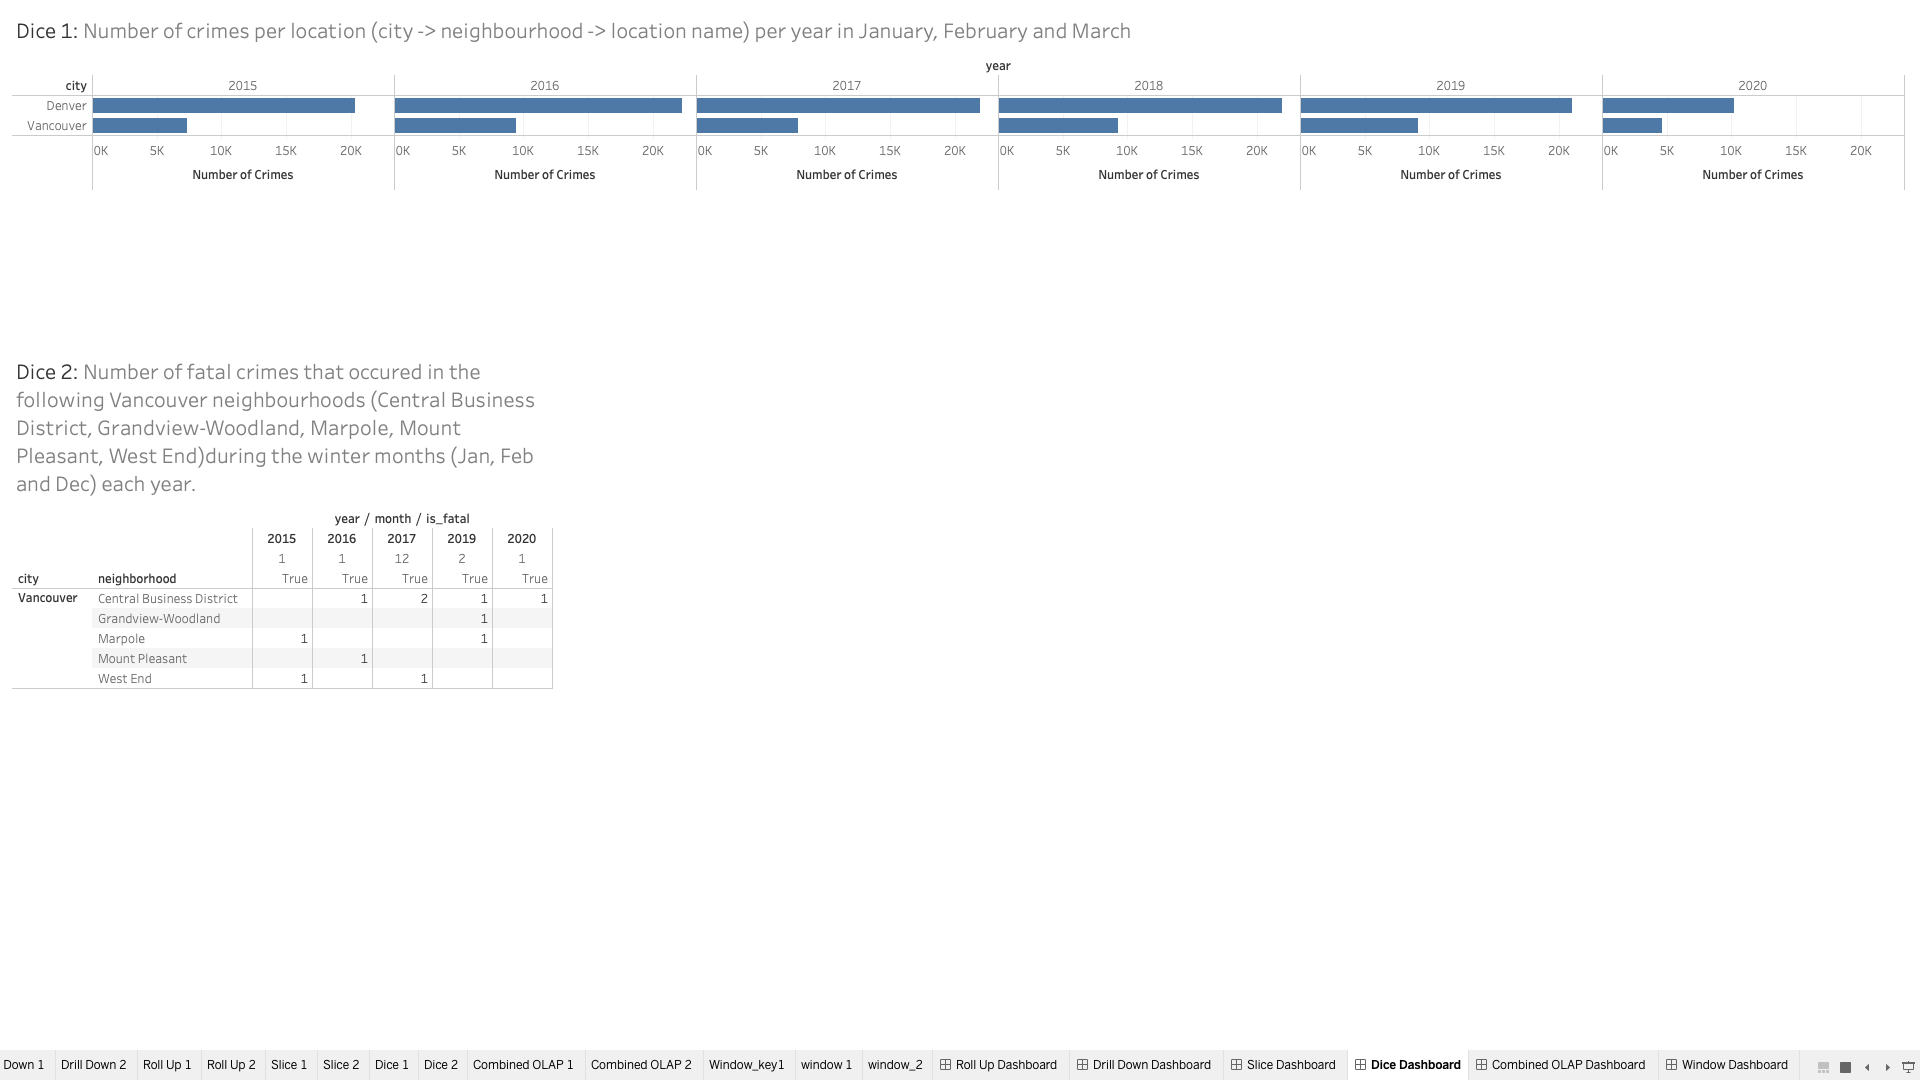 Dice 1: Number of crimes per location (city -> neighbourhood -> location name) per year in January, February and March
year
city 2015 2016 2017 2018 2019 2020
Denver
Vancouver
0K 5K 10K 15K 20K 0K 5K 10K 15K 20K 0K 5K 10K 15K 20K 0K 5K 10K 15K 20K 0K 5K 10K 15K 20K 0K 5K 10K 15K 20K
Number of Crimes Number of Crimes Number of Crimes Number of Crimes Number of Crimes Number of Crimes
Dice 2: Number of fatal crimes that occured in the
following Vancouver neighbourhoods (Central Business
District, Grandview-Woodland, Marpole, Mount
Pleasant, West End)during the winter months (Jan, Feb
and Dec) each year.
year / month / is_fatal
2015 2016 2017 2019 2020
1 1 12 2 1
city neighborhood True True True True True
Vancouver Central Business District 1 2 1 1
Grandview-Woodland 1
Marpole 1 1
Mount Pleasant 1
West End 1 1
Down 1 Drill Down 2 Roll Up 1 Roll Up 2 Slice 1 Slice 2 Dice 1 Dice 2 Combined OLAP 1 Combined OLAP 2 Window_key1 window 1 window_2 Roll Up Dashboard Drill Down Dashboard Slice Dashboard Dice Dashboard Combined OLAP Dashboard Window Dashboard